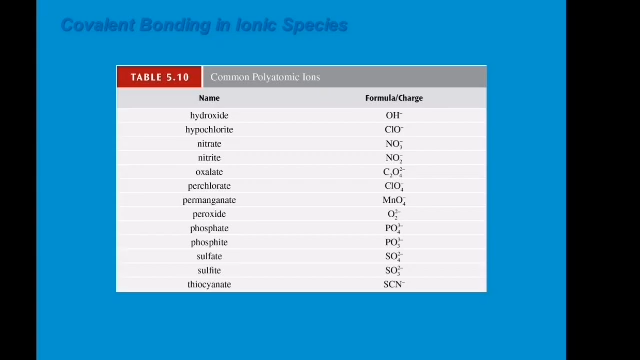 Covalent Bonding in Ionic Species
TABLE 5.10 Common Polyatomic Ions
Name Formula/Charge
hydroxide OH⁻
hypochlorite ClO⁻
nitrate NO₃⁻
nitrite NO₂⁻
oxalate C₂O₄²⁻
perchlorate ClO₄⁻
permanganate MnO₄⁻
peroxide O₂²⁻
phosphate PO₄³⁻
phosphite PO₃³⁻
sulfate SO₄²⁻
sulfite SO₃²⁻
thiocyanate SCN⁻